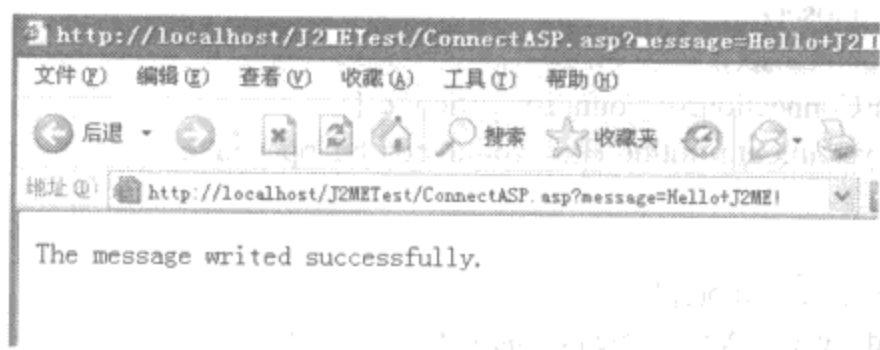 http://localhost/J2METest/ConnectASP.asp?message=Hello+J2M
文件(F) 编辑(E) 查看(V) 收藏(A) 工具(T) 帮助(H)
后退 搜索 收藏夹
地址(D) http://localhost/J2METest/ConnectASP.asp?message=Hello+J2ME!
The message writed successfully.